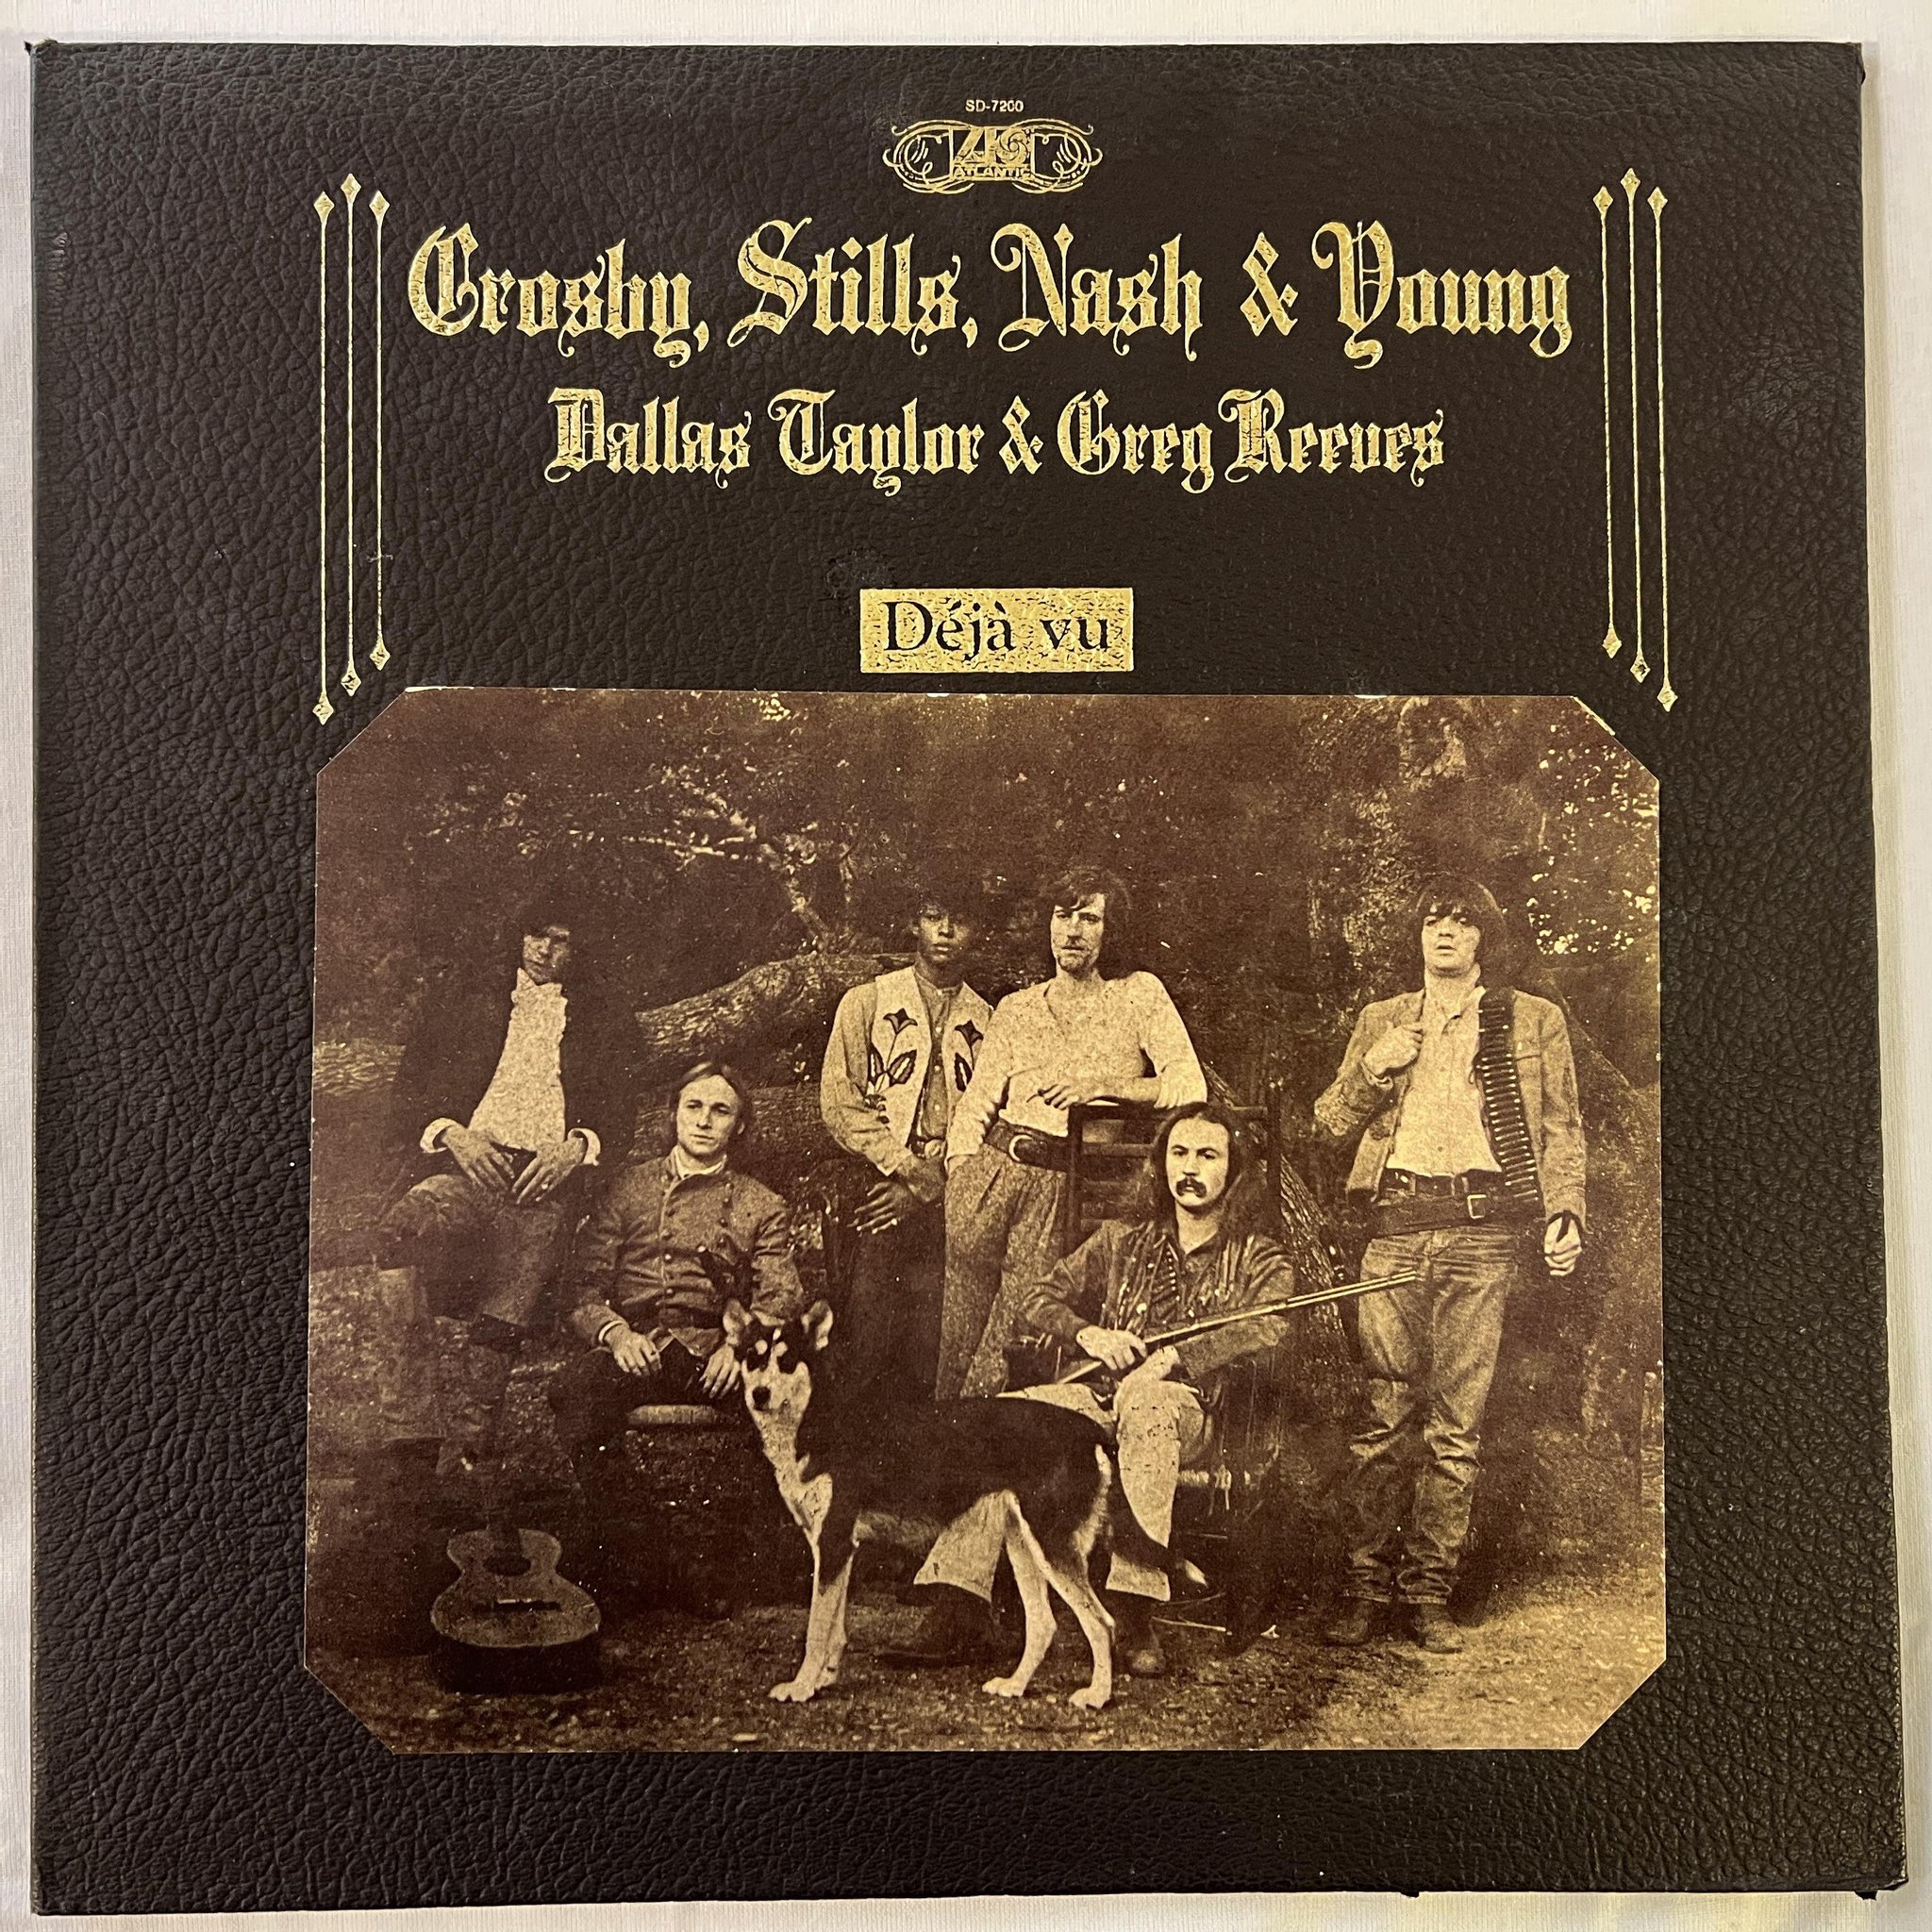 SD-7200
ATLANTIC
Crosby, Stills, Nash & Young
Dallas Taylor & Greg Reeves
Déjà vu